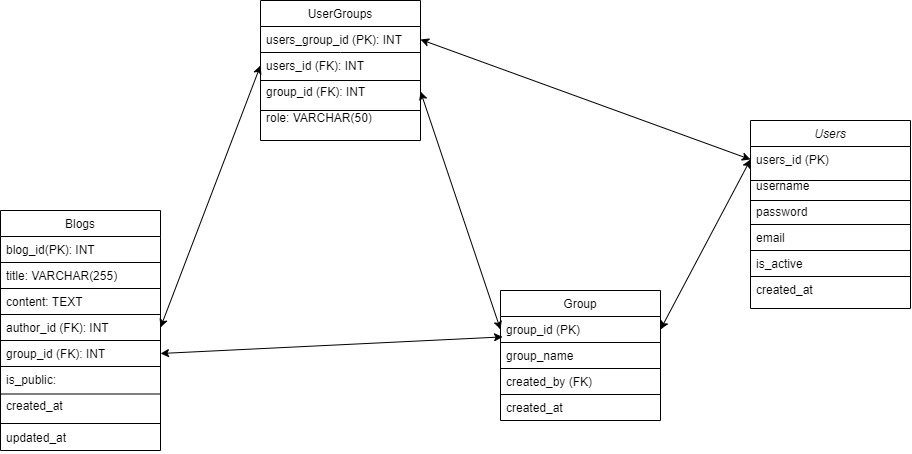 UserGroups
users_group_id (PK): INT
users_id (FK): INT
group_id (FK): INT
role: VARCHAR(50)
Users
users_id (PK)
username
password
email
is_active
created_at
Blogs
blog_id(PK): INT
title: VARCHAR(255)
content: TEXT
author_id (FK): INT
group_id (FK): INT
is_public:
created_at
updated_at
Group
group_id (PK)
group_name
created_by (FK)
created_at